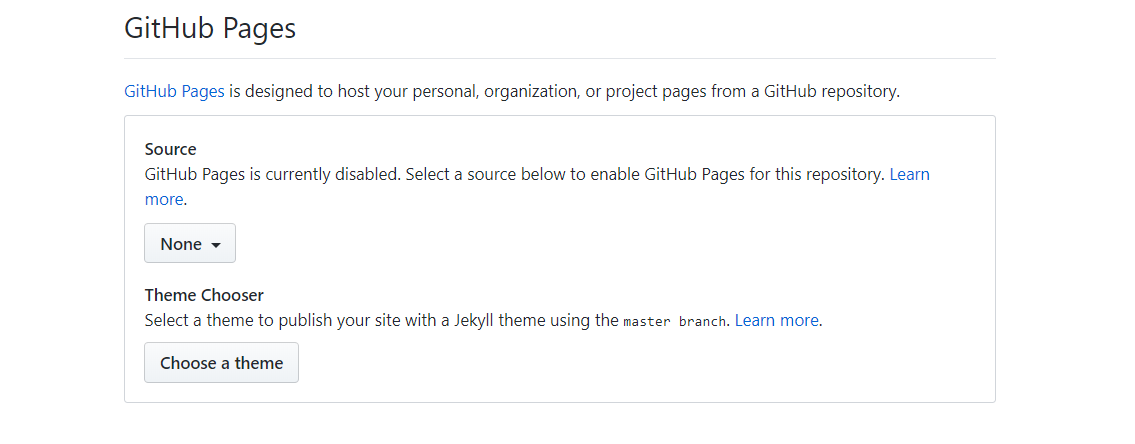 GitHub Pages
GitHub Pages is designed to host your personal, organization, or project pages from a GitHub repository.
Source
GitHub Pages is currently disabled. Select a source below to enable GitHub Pages for this repository. Learn
more.
None
Theme Chooser
Select a theme to publish your site with a Jekyll theme using the master branch. Learn more.
Choose a theme